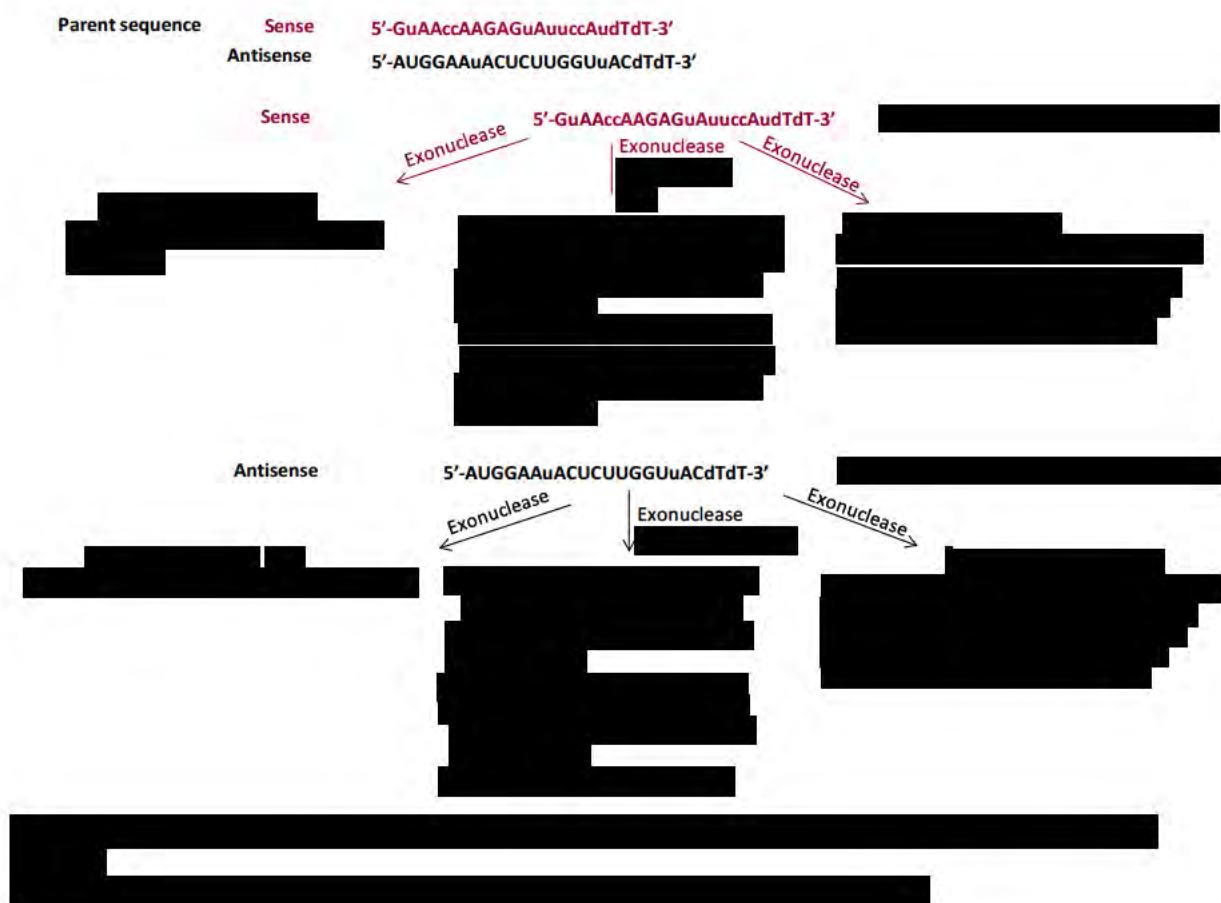 Parent sequence Sense 5’-GuAAccAAGAGuAuuccAudTdT-3’
Antisense 5’-AUGGAAuACUCUUGGUuACdTdT-3’
Sense 5’-GuAAccAAGAGuAuuccAudTdT-3’
Exonuclease Exonuclease Exonuclease
Antisense 5’-AUGGAAuACUCUUGGUuACdTdT-3’
Exonuclease Exonuclease Exonuclease